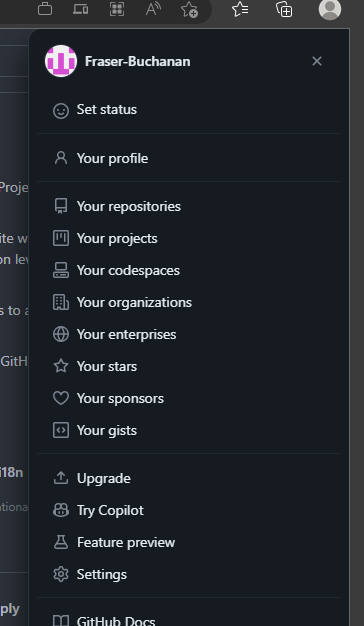 Fraser-Buchanan
Set status
Your profile
Proje
Your repositories
ite w
Your projects
on lev
Your codespaces
Your organizations
s to a
Your enterprises
GitH
Your stars
Your sponsors
Your gists
i18n
Upgrade
Try Copilot
Feature preview
Settings
ply
GitHub Docs